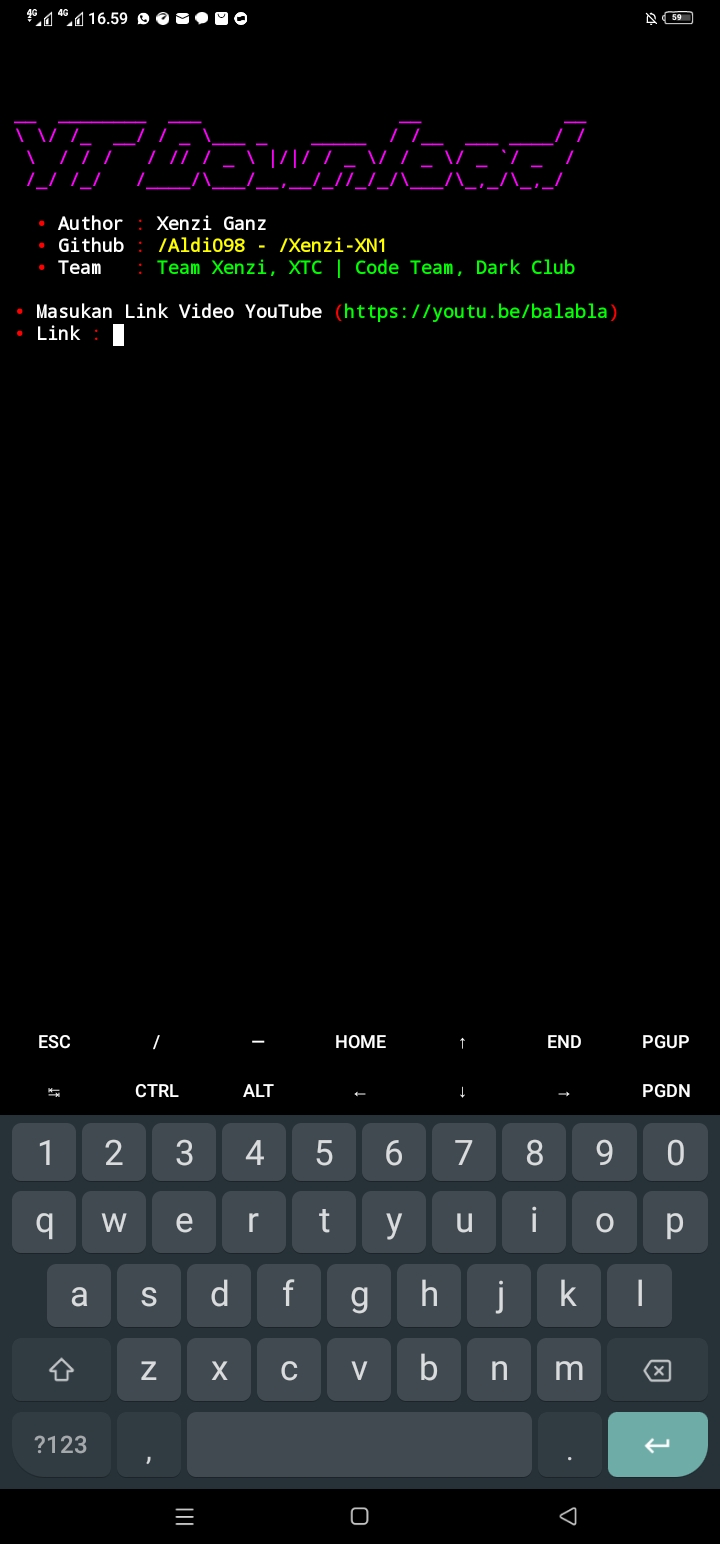 4G 4G 16.59 59
YT Download
• Author : Xenzi Ganz
• Github : /Aldi098 - /Xenzi-XN1
• Team : Team Xenzi, XTC | Code Team, Dark Club
• Masukan Link Video YouTube (https://youtu.be/balabla)
• Link :
ESC / — HOME ↑ END PGUP
↹ CTRL ALT ← ↓ → PGDN
1 2 3 4 5 6 7 8 9 0
q w e r t y u i o p
a s d f g h j k l
z x c v b n m
?123 , .